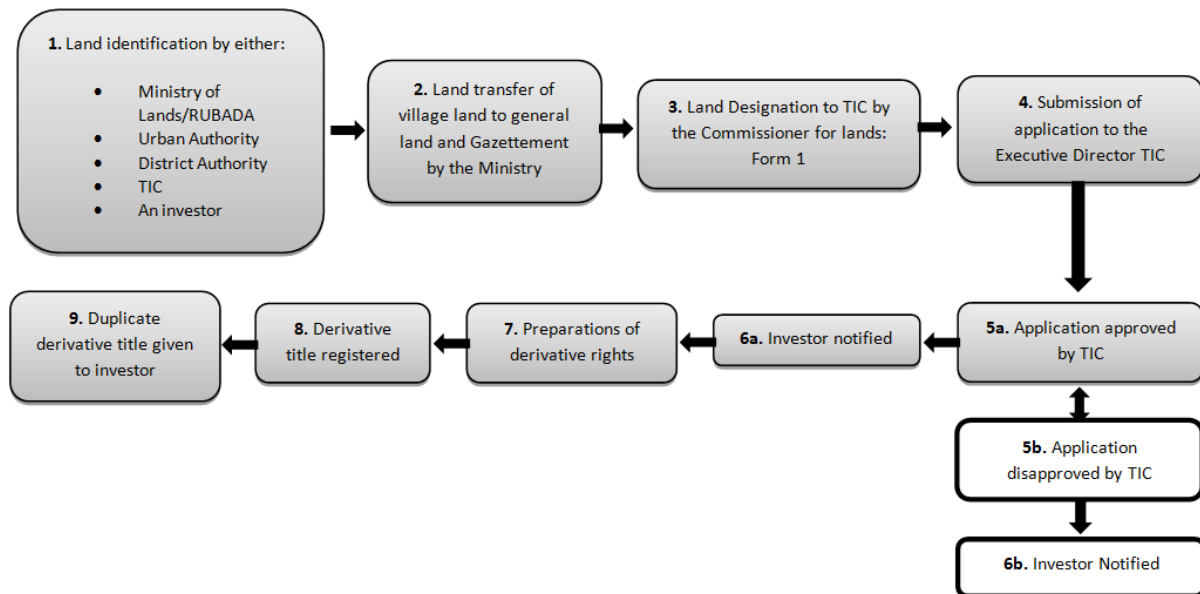 1. Land identification by either:
• Ministry of
Lands/RUBADA
• Urban Authority
• District Authority
• TIC
• An investor
2. Land transfer of
village land to general
land and Gazettement
by the Ministry
3. Land Designation to TIC by
the Commissioner for lands:
Form 1
4. Submission of
application to the
Executive Director TIC
5a. Application approved
by TIC
6a. Investor notified
7. Preparations of
derivative rights
8. Derivative
title registered
9. Duplicate
derivative title given
to investor
5b. Application
disapproved by TIC
6b. Investor Notified